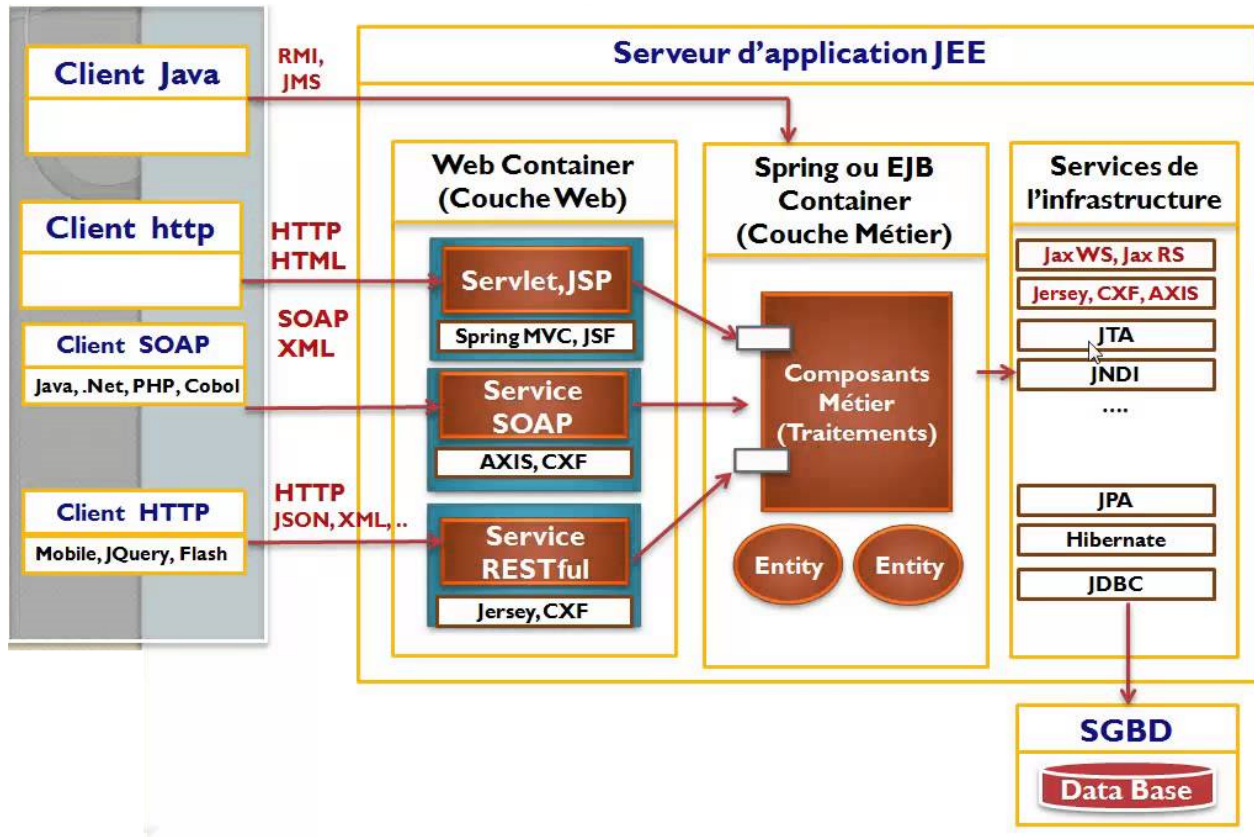 Client Java
RMI,
JMS
Serveur d'application JEE
Client http
HTTP
HTML
SOAP
XML
Client SOAP
Java, .Net, PHP, Cobol
HTTP
JSON, XML, ..
Client HTTP
Mobile, JQuery, Flash
Web Container
(Couche Web)
Servlet, JSP
Spring MVC, JSF
Service
SOAP
AXIS, CXF
Service
RESTful
Jersey, CXF
Spring ou EJB
Container
(Couche Métier)
Composants
Métier
(Traitements)
Entity
Entity
Services de
l'infrastructure
Jax WS, Jax RS
Jersey, CXF, AXIS
JTA
JNDI
....
JPA
Hibernate
JDBC
SGBD
Data Base